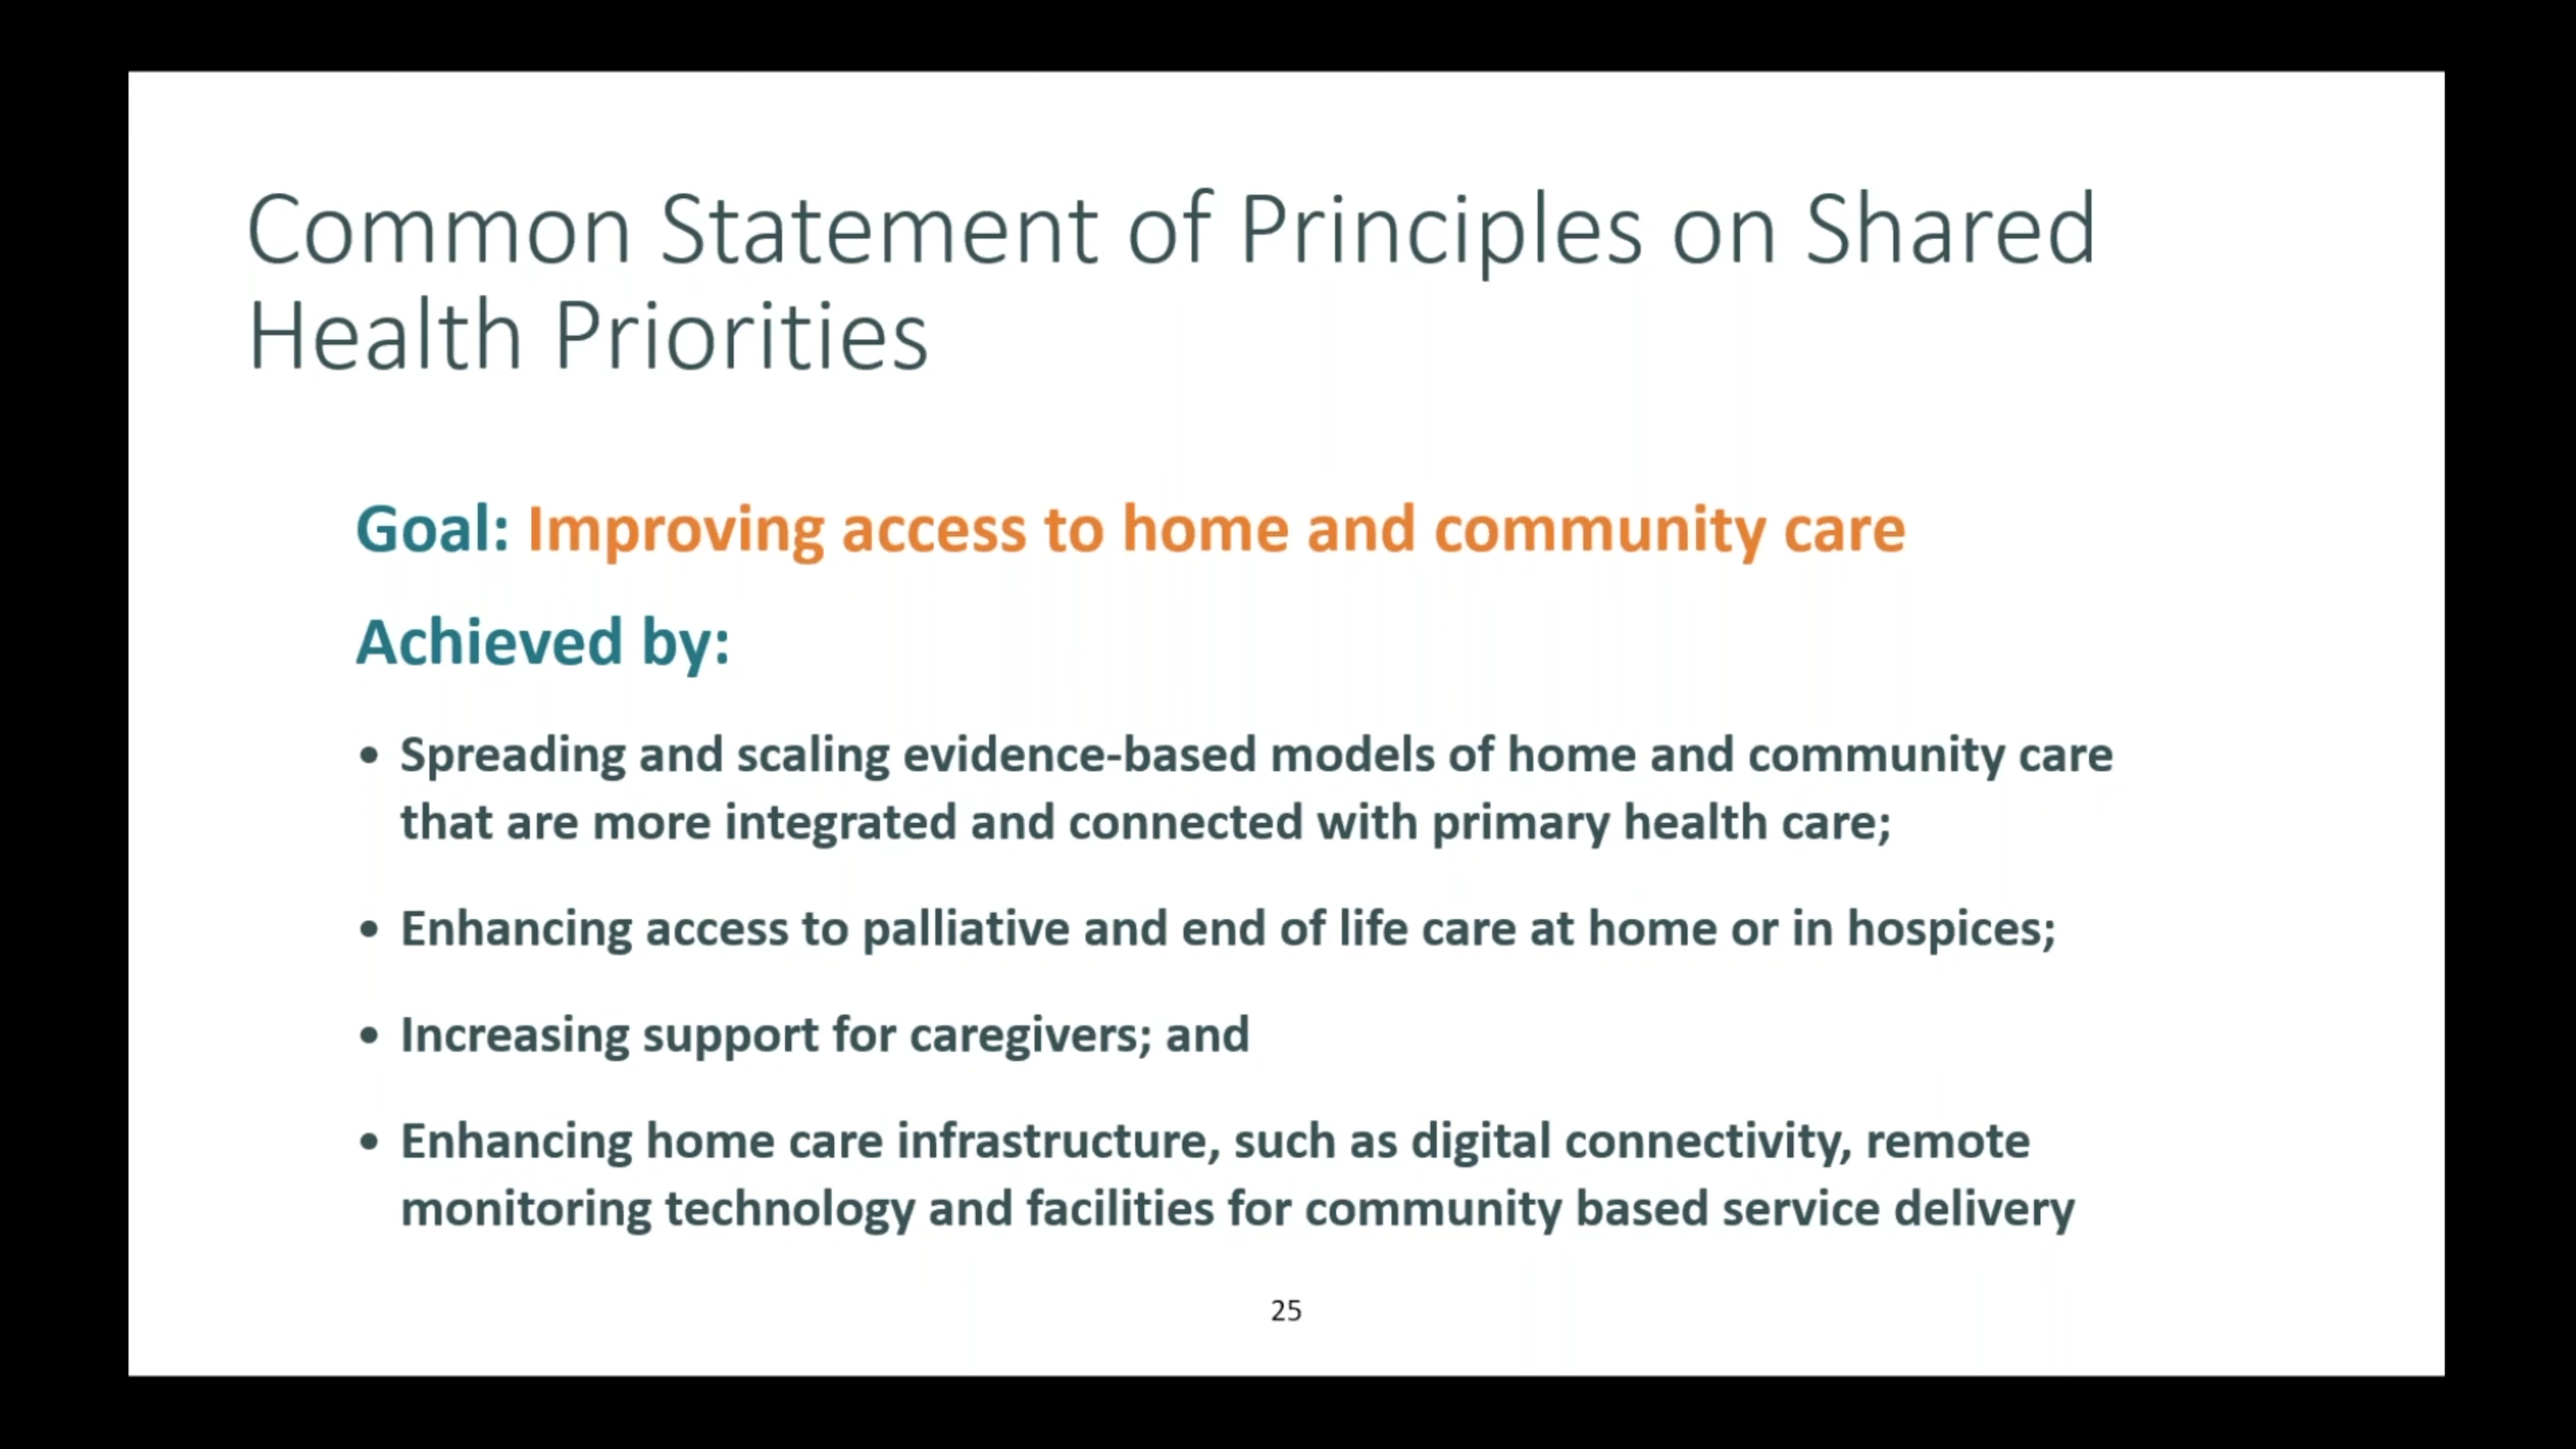 Common Statement of Principles on Shared
Health Priorities
Goal: Improving access to home and community care
Achieved by:
• Spreading and scaling evidence-based models of home and community care
that are more integrated and connected with primary health care;
• Enhancing access to palliative and end of life care at home or in hospices;
• Increasing support for caregivers; and
• Enhancing home care infrastructure, such as digital connectivity, remote
monitoring technology and facilities for community based service delivery
25